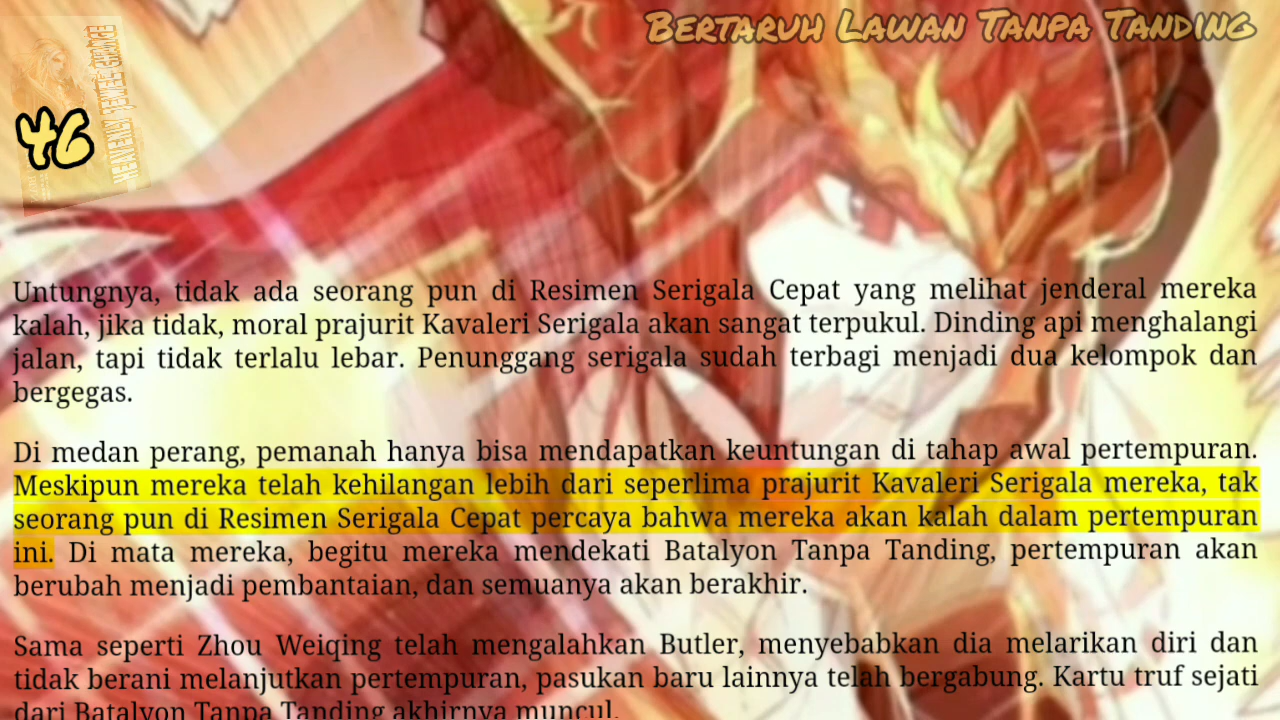 Bertaruh Lawan Tanpa Tanding
HEAVENLY JEWEL CHANGE
46
Untungnya, tidak ada seorang pun di Resimen Serigala Cepat yang melihat jenderal mereka
kalah, jika tidak, moral prajurit Kavaleri Serigala akan sangat terpukul. Dinding api menghalangi
jalan, tapi tidak terlalu lebar. Penunggang serigala sudah terbagi menjadi dua kelompok dan
bergegas.
Di medan perang, pemanah hanya bisa mendapatkan keuntungan di tahap awal pertempuran.
Meskipun mereka telah kehilangan lebih dari seperlima prajurit Kavaleri Serigala mereka, tak
seorang pun di Resimen Serigala Cepat percaya bahwa mereka akan kalah dalam pertempuran
ini. Di mata mereka, begitu mereka mendekati Batalyon Tanpa Tanding, pertempuran akan
berubah menjadi pembantaian, dan semuanya akan berakhir.
Sama seperti Zhou Weiqing telah mengalahkan Butler, menyebabkan dia melarikan diri dan
tidak berani melanjutkan pertempuran, pasukan baru lainnya telah bergabung. Kartu truf sejati
dari Batalyon Tanpa Tanding akhirnya muncul.